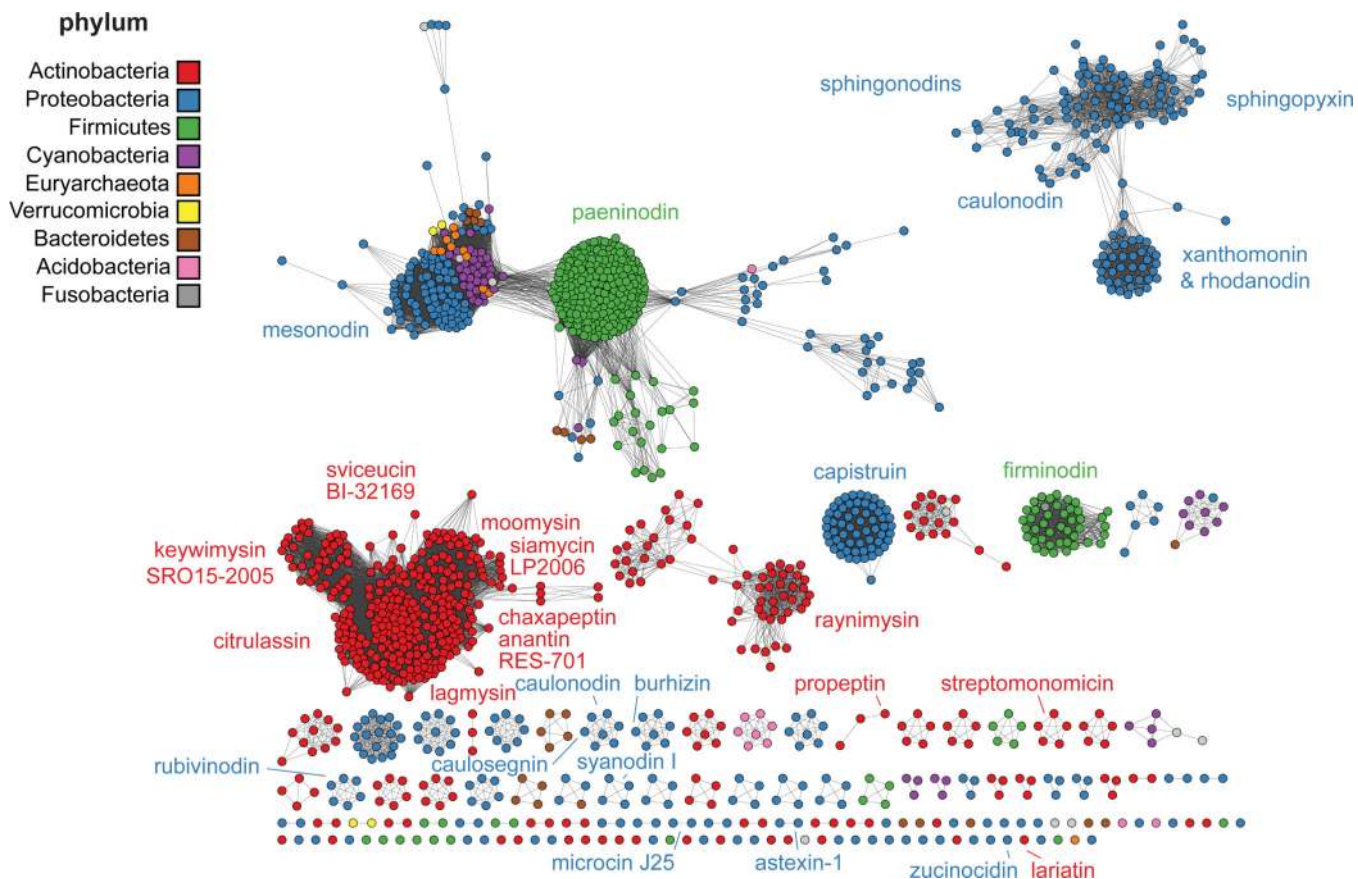 phylum
Actinobacteria
Proteobacteria
Firmicutes
Cyanobacteria
Euryarchaeota
Verrucomicrobia
Bacteroidetes
Acidobacteria
Fusobacteria
sphingonodins
sphingopyxin
caulonodin
xanthomonin
& rhodanodin
paeninodin
mesonodin
sviceucin
BI-32169
keywimysin
SRO15-2005
moomysin
siamycin
LP2006
citrulassin
chaxapeptin
anantin
RES-701
lagmysin
raynimysin
capistruin
firminodin
caulonodin
burhizin
propeptin
streptomonomicin
rubivinodin
caulosegnin
syanodin I
microcin J25
astexin-1
zucinocidin
lariatin